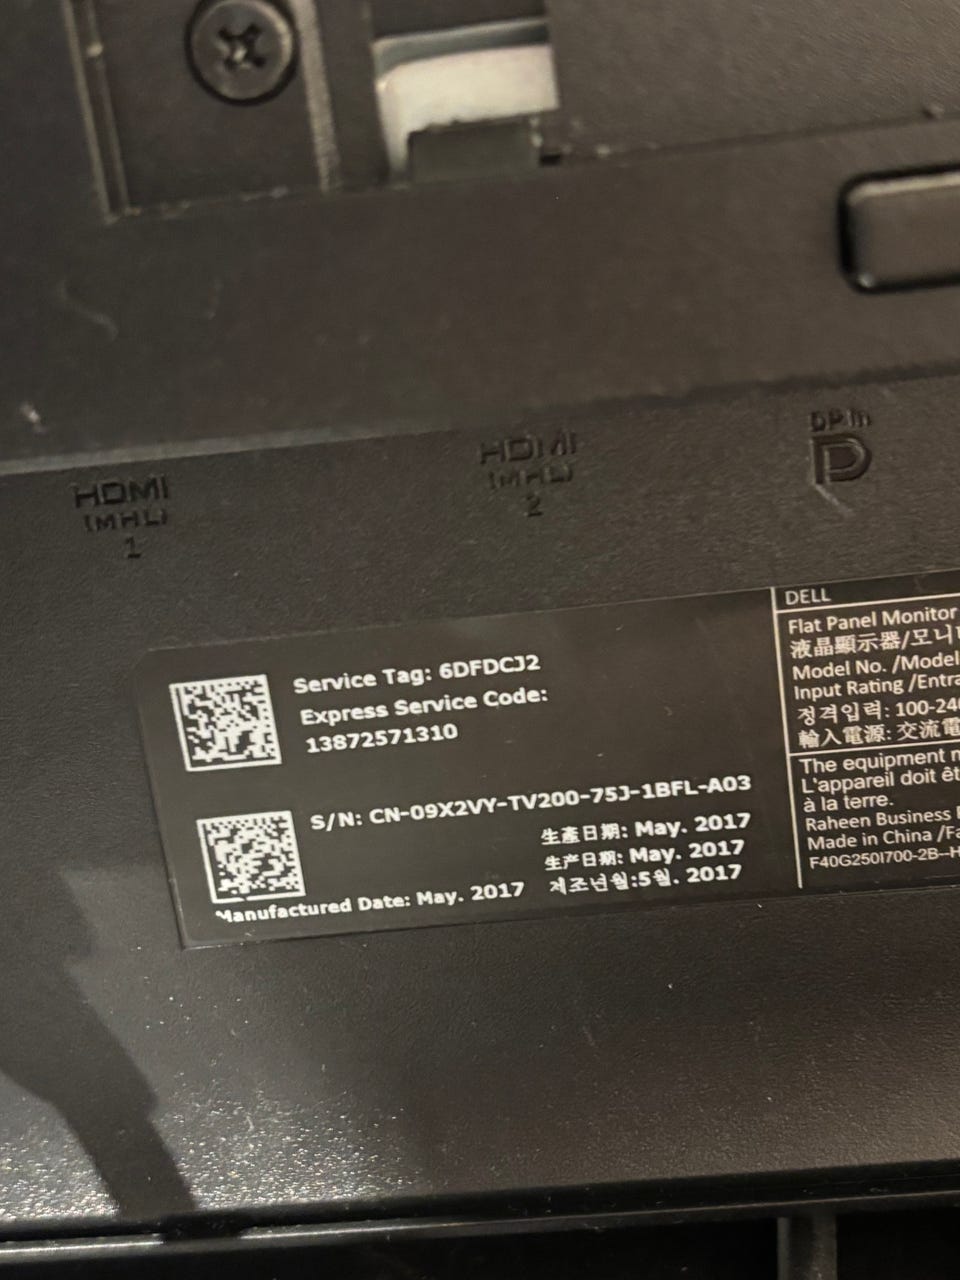 HDMI
(MHL)
1
HDMI
(MHL)
2
DP in
Service Tag: 6DFDCJ2
Express Service Code:
13872571310
S/N: CN-09X2VY-TV200-75J-1BFL-A03
生產日期: May. 2017
生产日期: May. 2017
제조년월:5월. 2017
Manufactured Date: May. 2017
DELL
Flat Panel Monitor
液晶顯示器/모니
Model No. /Model
Input Rating /Entra
정격입력: 100-240
輸入電源: 交流電
The equipment m
L'appareil doit êt
à la terre.
Raheen Business P
Made in China /Fa
F40G250I700-2B--H